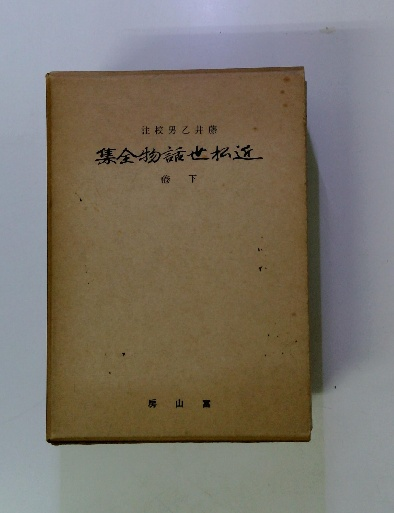 藤井乙男校註
近松世話物全集
下卷
冨山房